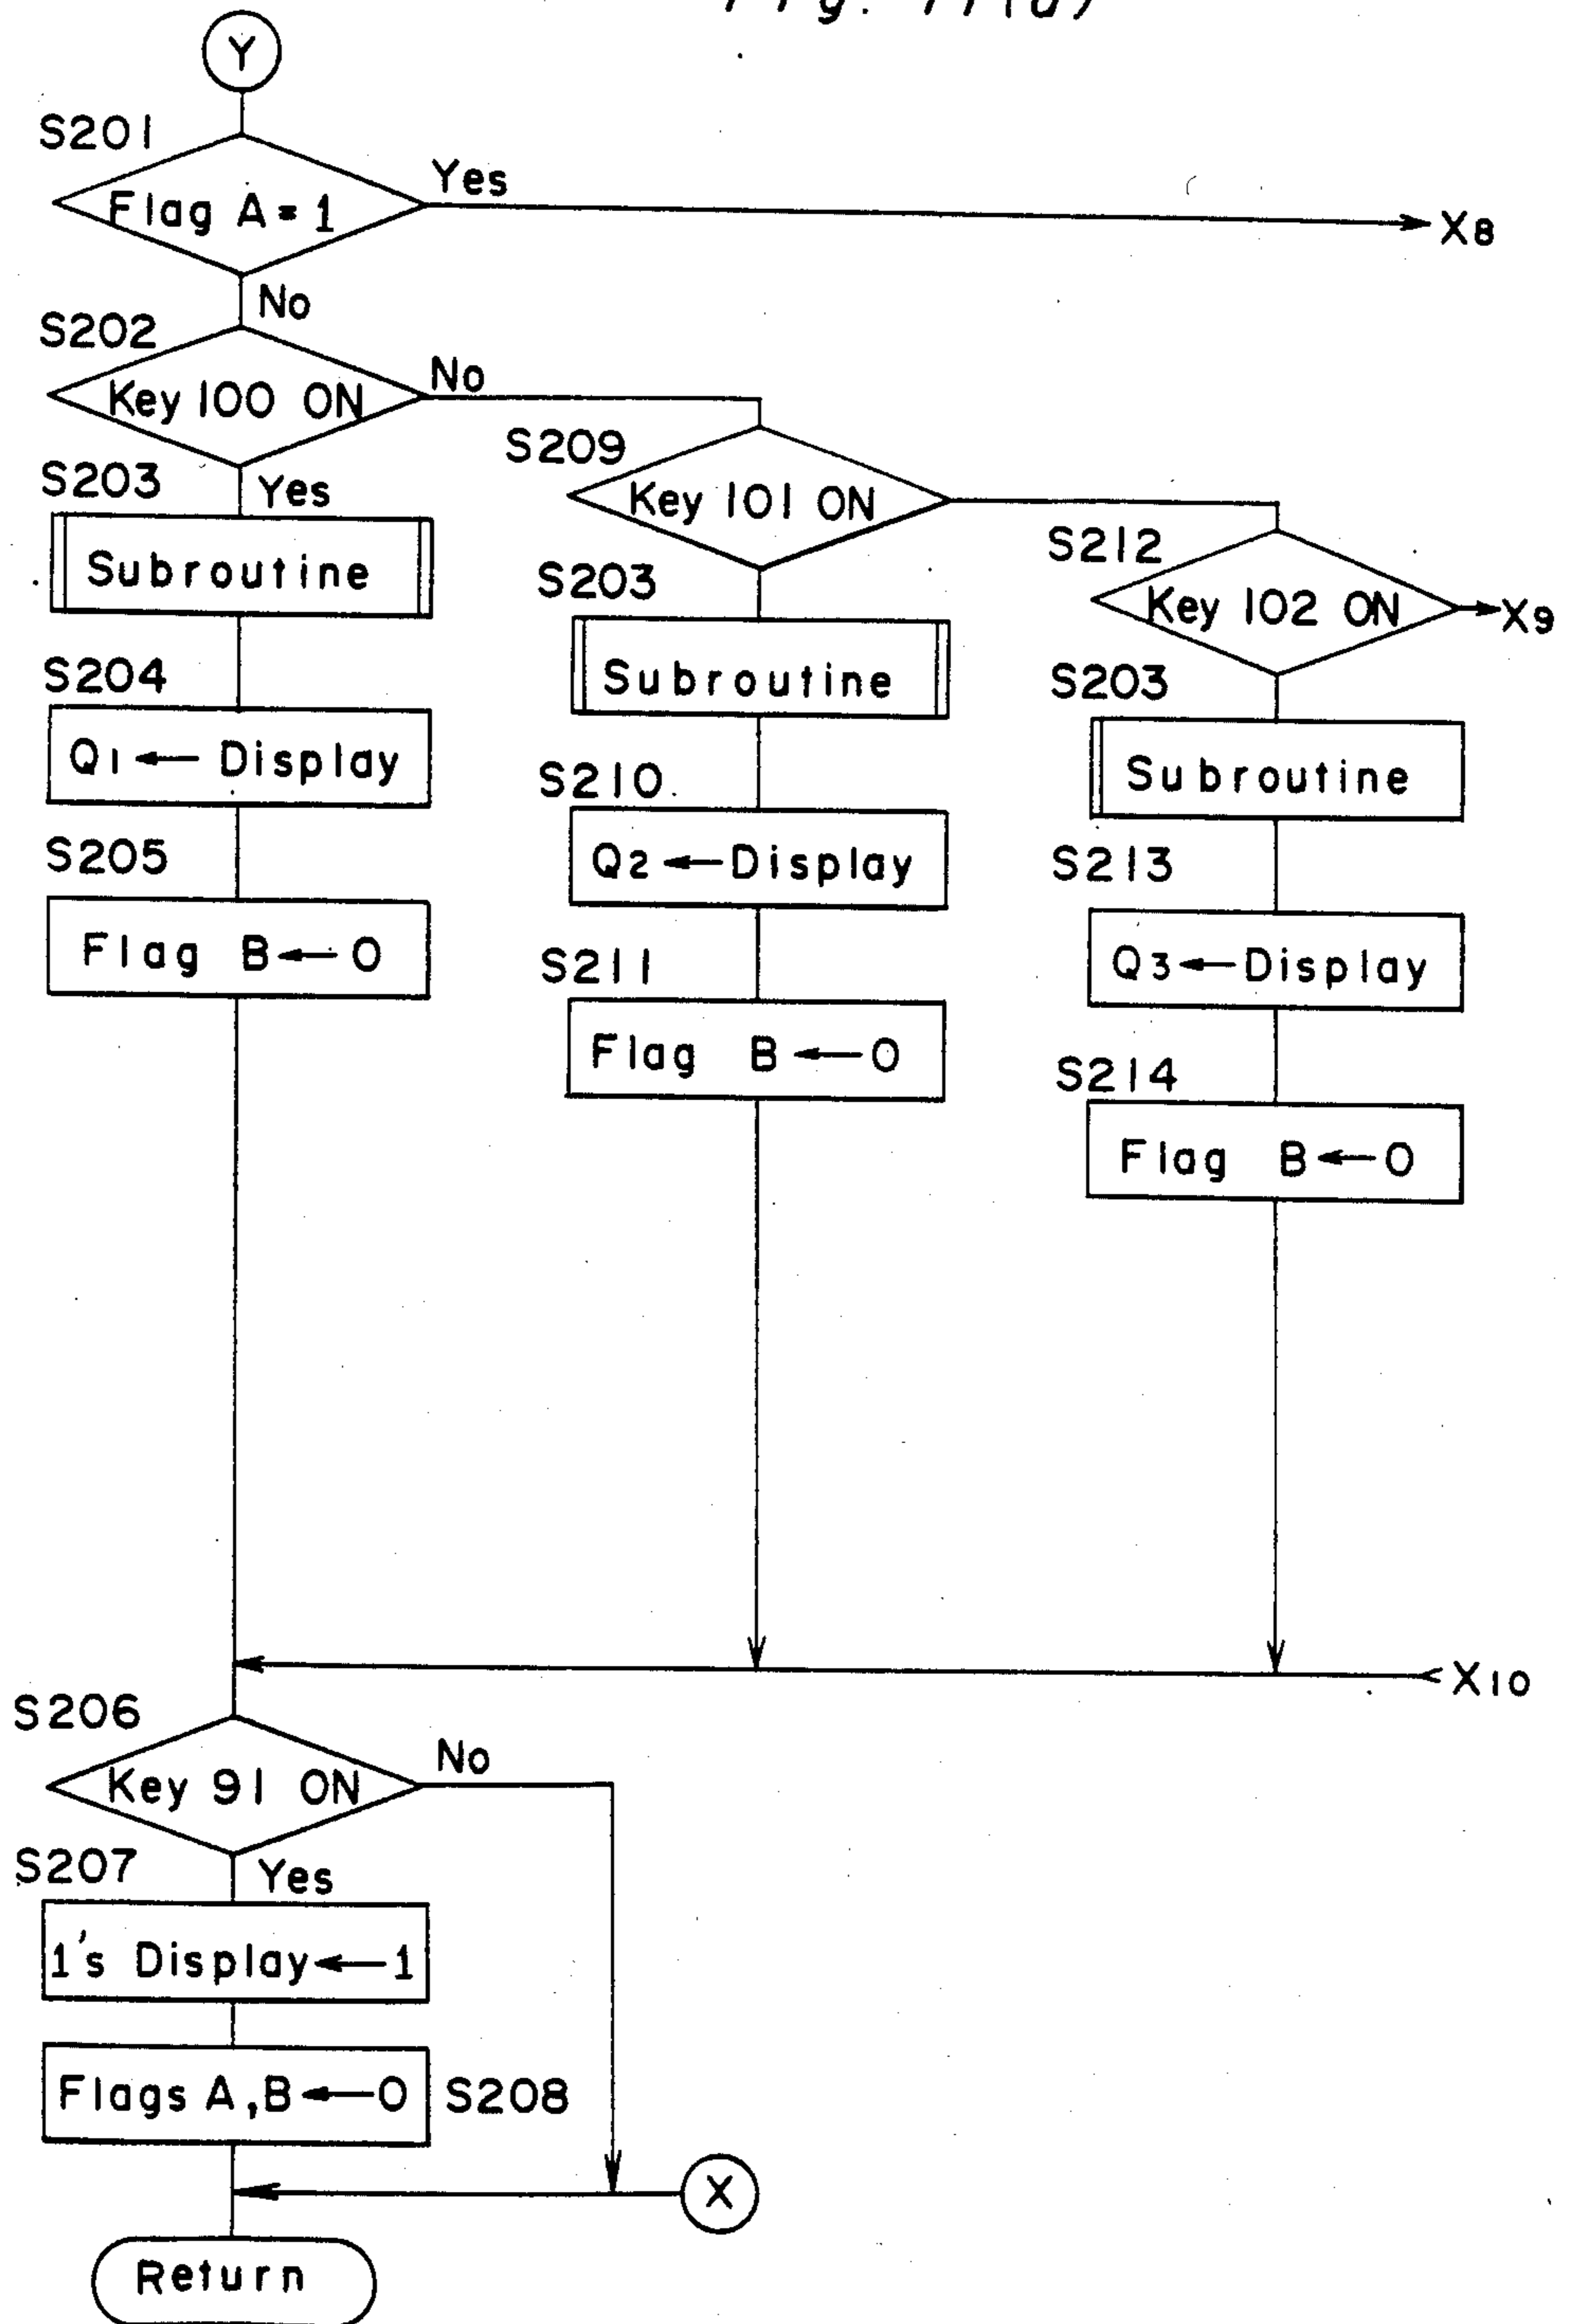 Y
S201
Flag A = 1
Yes
X8
No
S202
Key 100 ON
No
S203
Yes
Subroutine
S204
Q1 ← Display
S205
Flag B ← 0
S209
Key 101 ON
S203
Subroutine
S210
Q2 ← Display
S211
Flag B ← 0
S212
Key 102 ON
X9
S203
Subroutine
S213
Q3 ← Display
S214
Flag B ← 0
X10
S206
Key 91 ON
No
S207
Yes
1's Display ← 1
Flags A, B ← 0
S208
X
Return